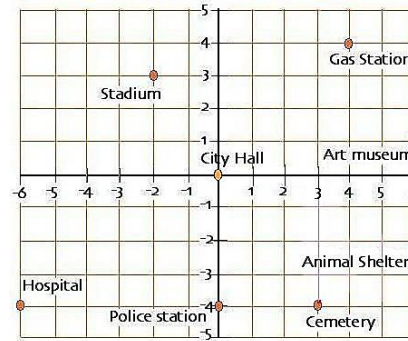 5
4
Gas Station
3
Stadium
2
1
City Hall
Art museum
-6 -5 -4 -3 -2 -1 1 2 3 4 5
-1
-2
-3
Animal Shelter
Hospital
-4
Police station
Cemetery
-5